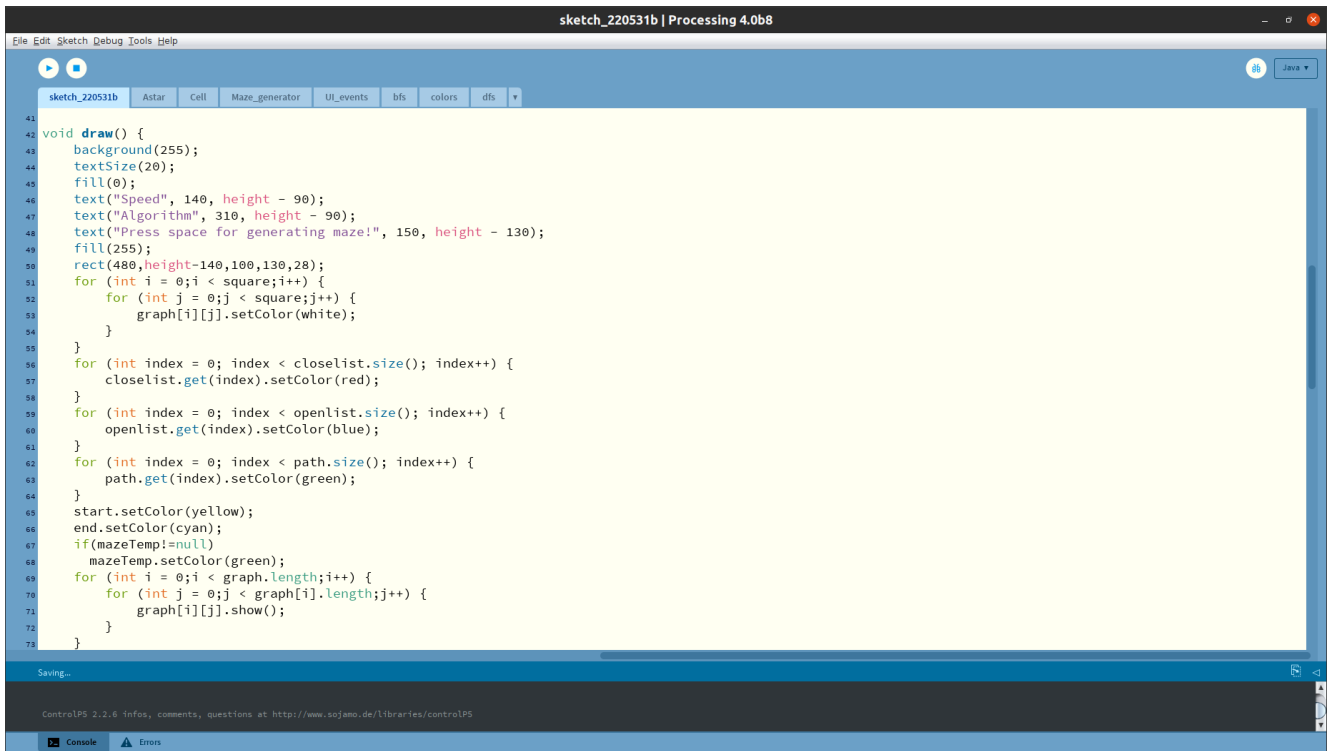 sketch_220531b | Processing 4.0b8
File Edit Sketch Debug Tools Help
Java ▼
sketch_220531b Astar Cell Maze_generator UI_events bfs colors dfs ▼
41
42 void draw() {
43     background(255);
44     textSize(20);
45     fill(0);
46     text("Speed", 140, height - 90);
47     text("Algorithm", 310, height - 90);
48     text("Press space for generating maze!", 150, height - 130);
49     fill(255);
50     rect(480,height-140,100,130,28);
51     for (int i = 0;i < square;i++) {
52         for (int j = 0;j < square;j++) {
53             graph[i][j].setColor(white);
54         }
55     }
56     for (int index = 0; index < closelist.size(); index++) {
57         closelist.get(index).setColor(red);
58     }
59     for (int index = 0; index < openlist.size(); index++) {
60         openlist.get(index).setColor(blue);
61     }
62     for (int index = 0; index < path.size(); index++) {
63         path.get(index).setColor(green);
64     }
65     start.setColor(yellow);
66     end.setColor(cyan);
67     if(mazeTemp!=null)
68       mazeTemp.setColor(green);
69     for (int i = 0;i < graph.length;i++) {
70         for (int j = 0;j < graph[i].length;j++) {
71             graph[i][j].show();
72         }
73     }
Saving...
ControlP5 2.2.6 infos, comments, questions at http://www.sojamo.de/libraries/controlP5
Console Errors